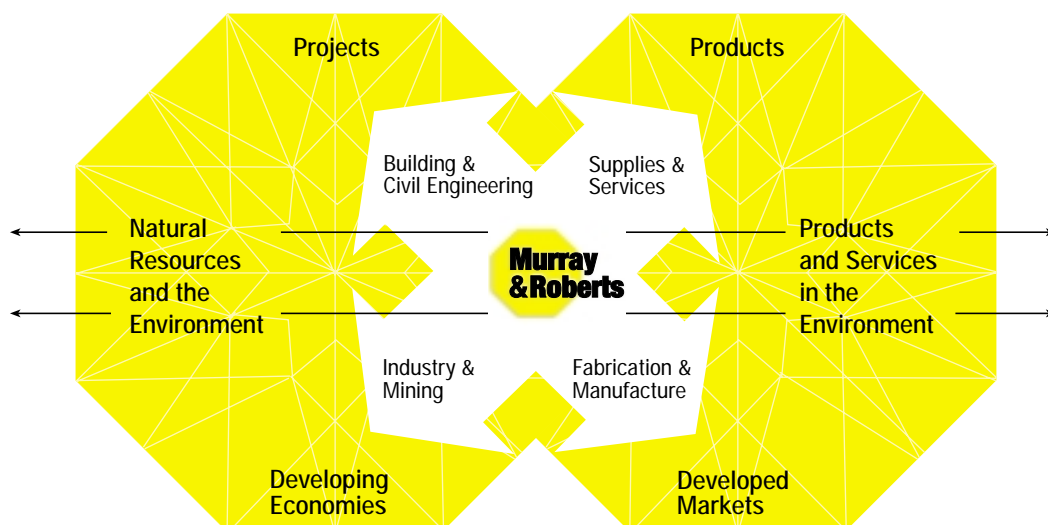 Projects
Products
Building &
Civil Engineering
Supplies &
Services
Natural
Resources
and the
Environment
Murray
&Roberts
Products
and Services
in the
Environment
Industry &
Mining
Fabrication &
Manufacture
Developing
Economies
Developed
Markets